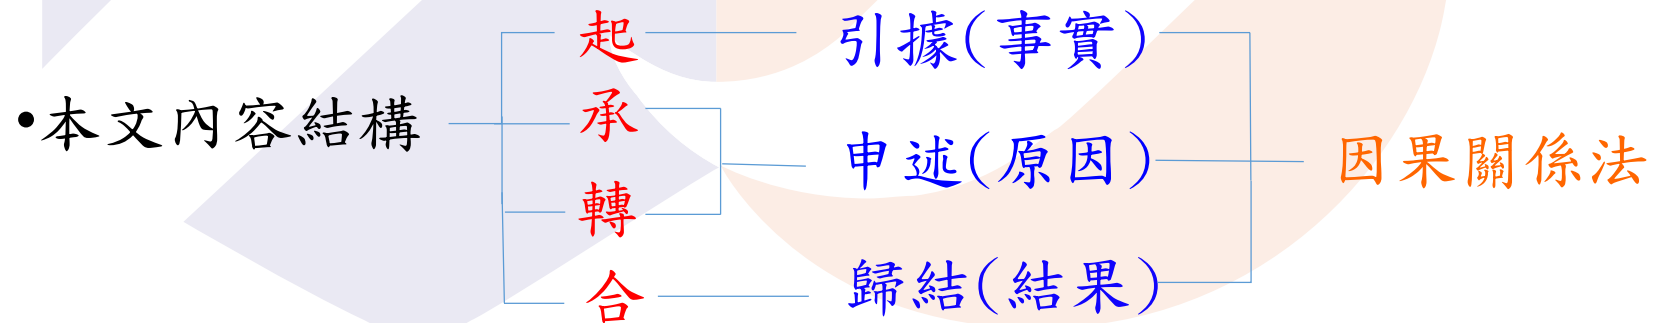 •本文內容結構
起
承
轉
合
引據(事實)
申述(原因)
歸結(結果)
因果關係法